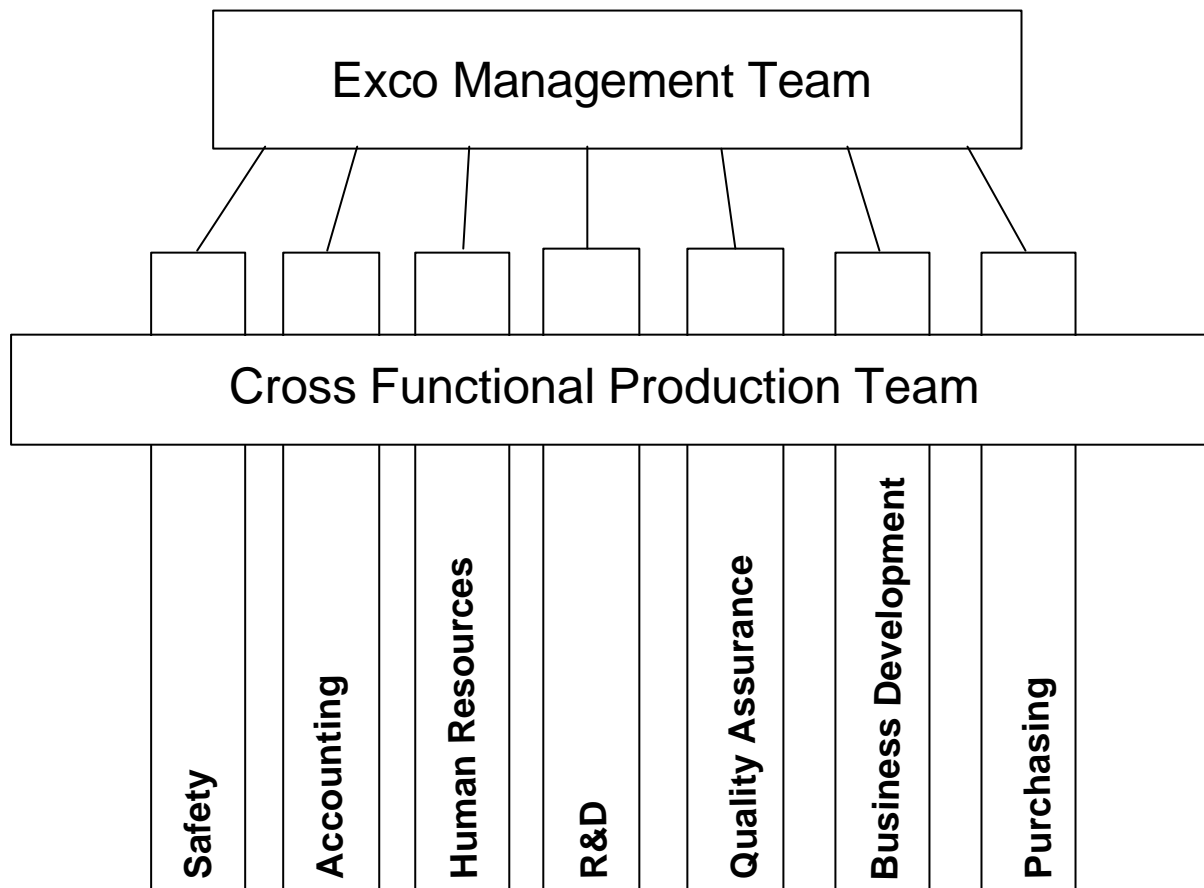 Exco Management Team
Cross Functional Production Team
Safety
Accounting
Human Resources
R&D
Quality Assurance
Business Development
Purchasing